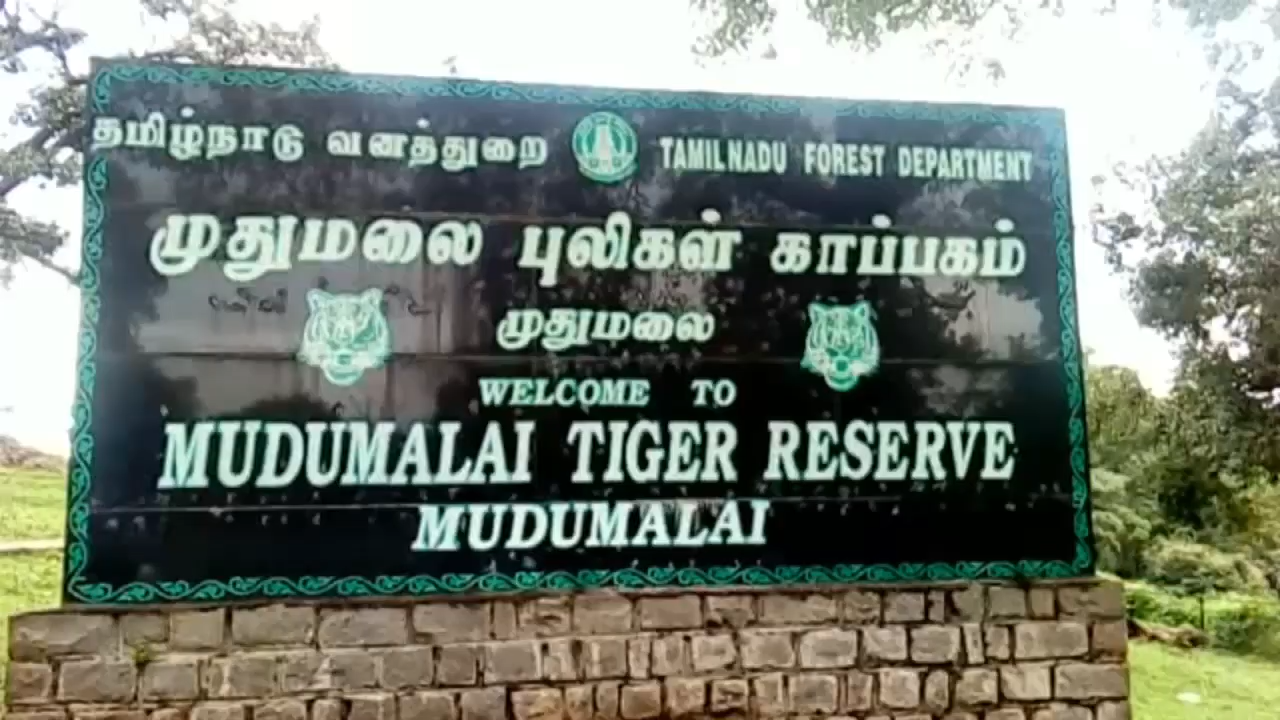 தமிழ்நாடு வனத்துறை TAMILNADU FOREST DEPARTMENT
முதுமலை புலிகள் காப்பகம்
முதுமலை
WELCOME TO
MUDUMALAI TIGER RESERVE
MUDUMALAI